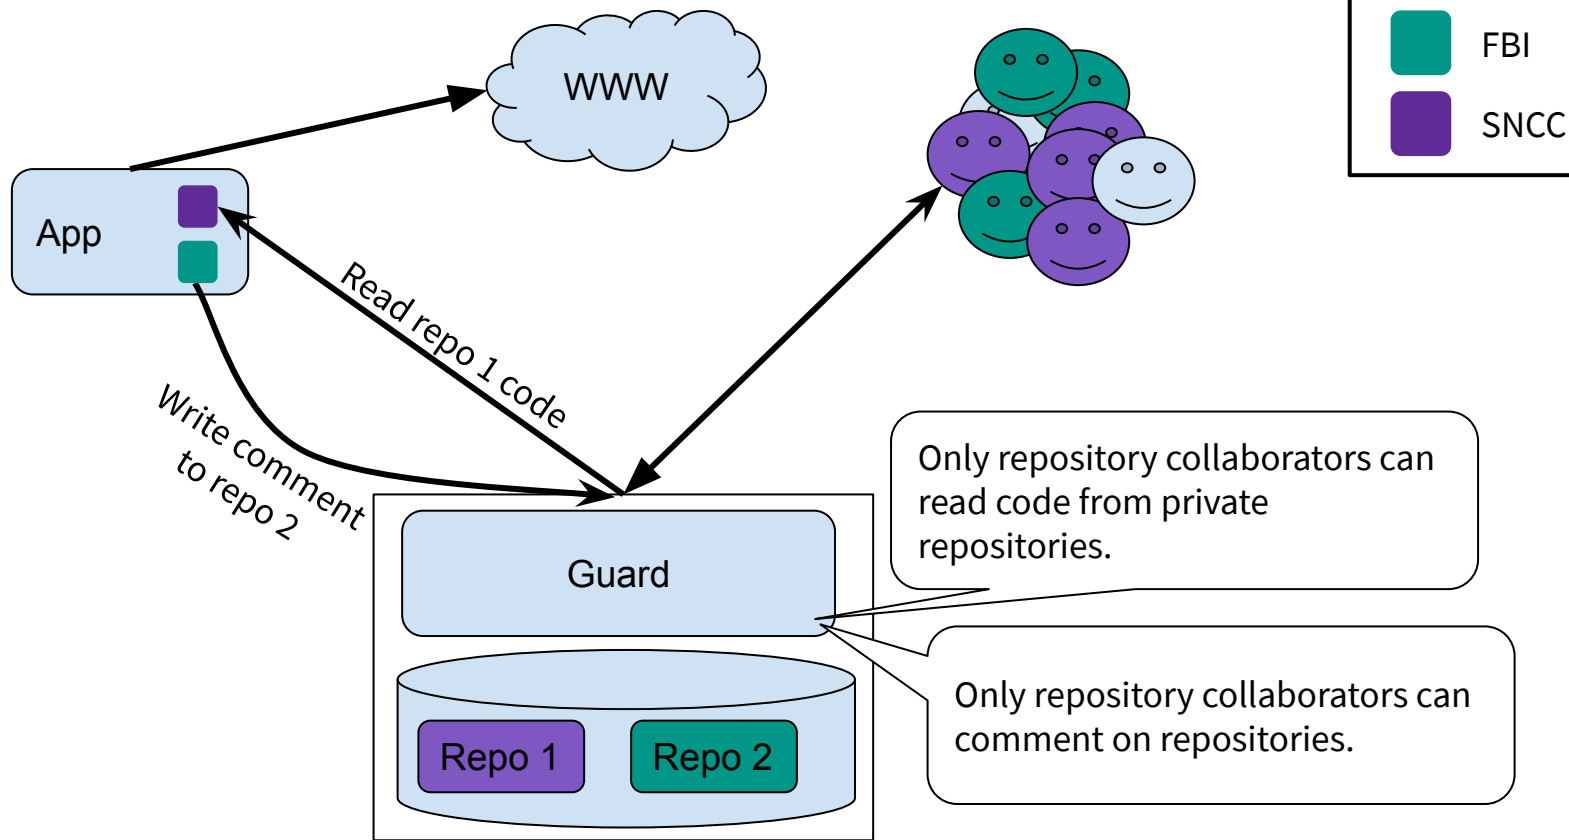 WWW
FBI
SNCC
App
Read repo 1 code
Write comment
to repo 2
Only repository collaborators can
read code from private
repositories.
Guard
Only repository collaborators can
comment on repositories.
Repo 1
Repo 2